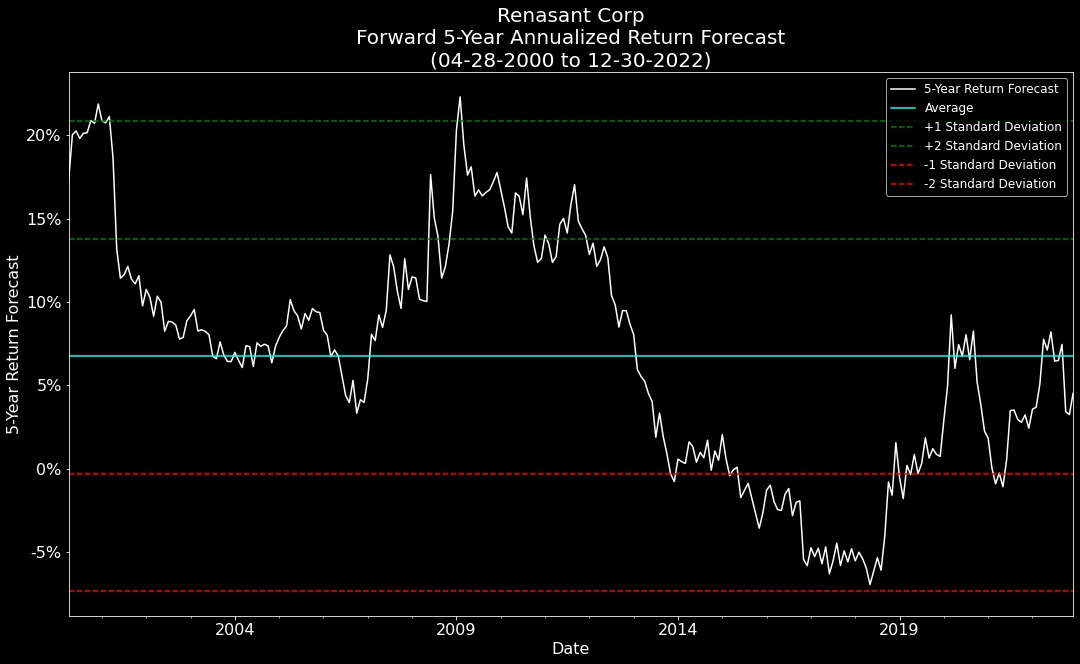 Renasant Corp
Forward 5-Year Annualized Return Forecast
(04-28-2000 to 12-30-2022)
5-Year Return Forecast
Average
+1 Standard Deviation
+2 Standard Deviation
-1 Standard Deviation
-2 Standard Deviation
20%
15%
10%
5%
0%
-5%
5-Year Return Forecast
2004
2009
2014
2019
Date